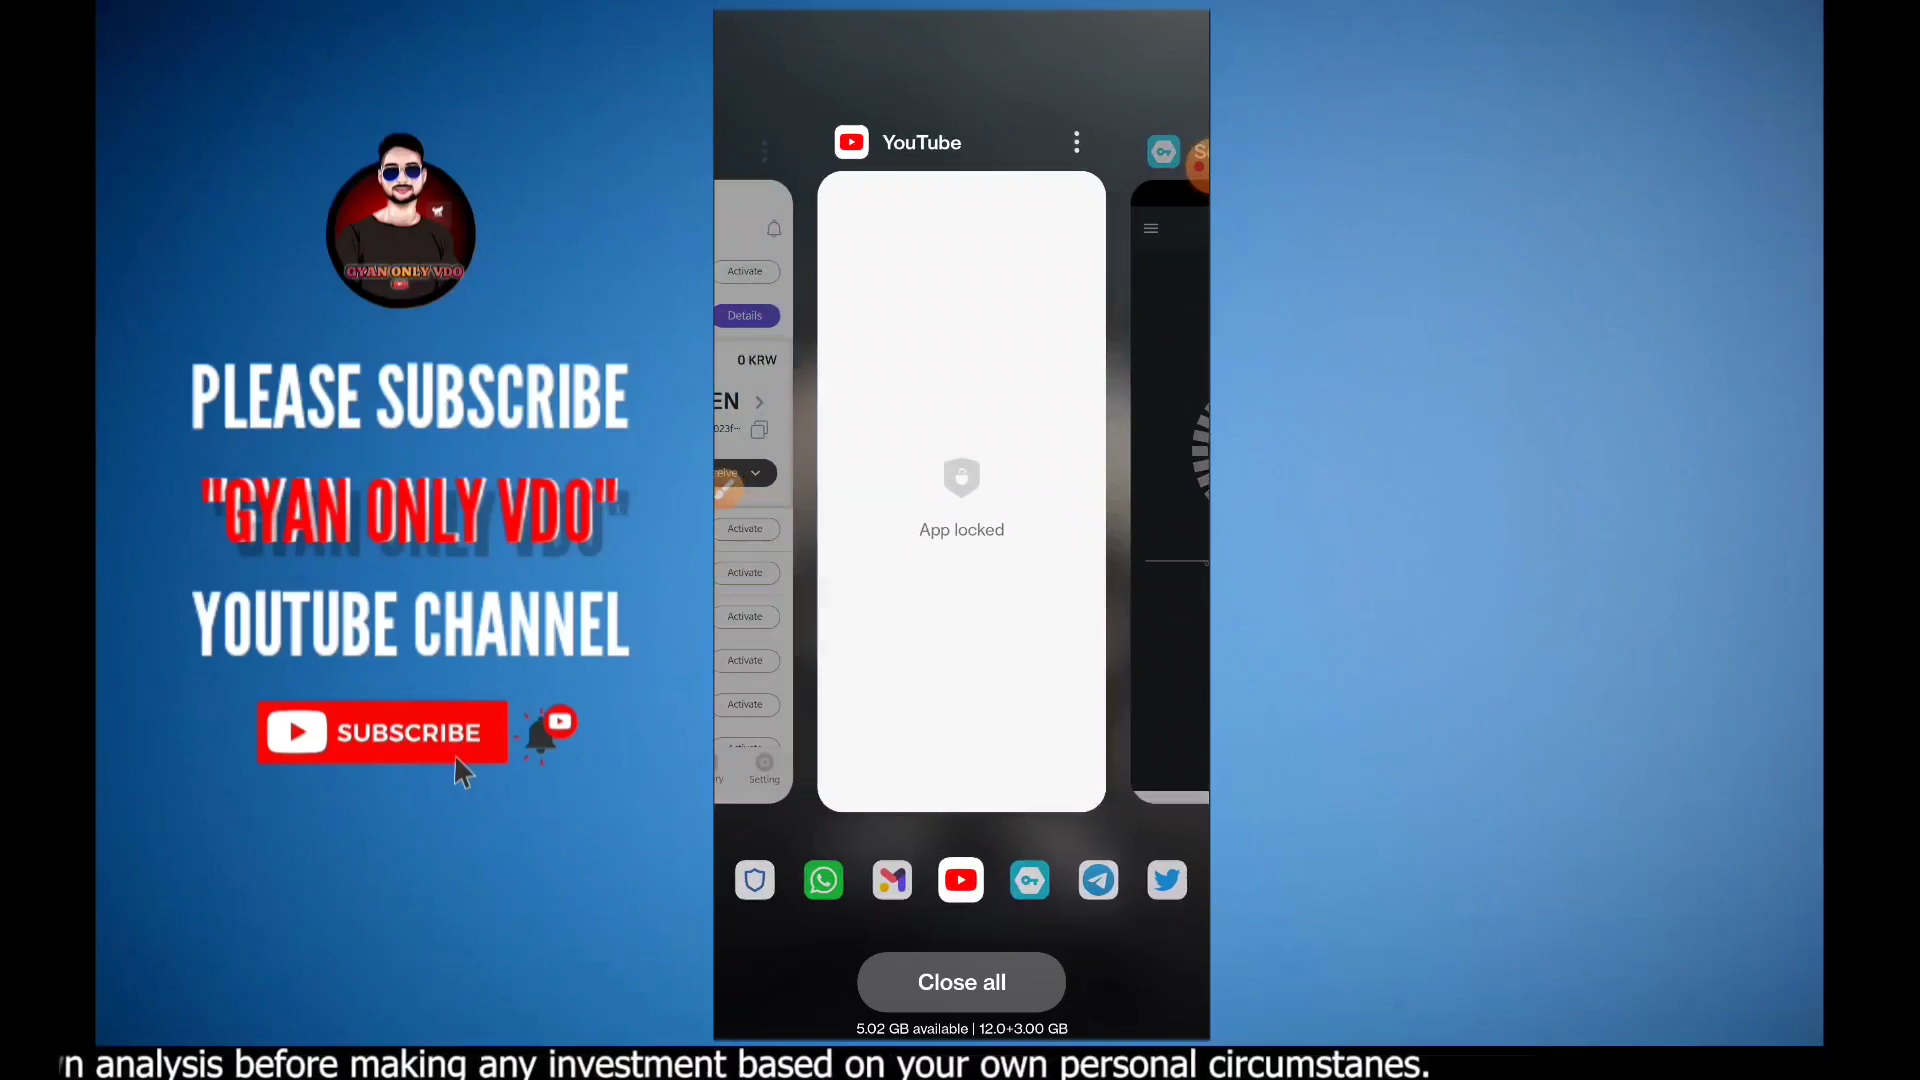 YouTube
Activate
Details
0 KRW
EN
023f···
Activate
Activate
Activate
Activate
Activate
Setting
App locked
Close all
5.02 GB available | 12.0+3.00 GB
GYAN ONLY VDO
PLEASE SUBSCRIBE
"GYAN ONLY VDO"
YOUTUBE CHANNEL
SUBSCRIBE
n analysis before making any investment based on your own personal circumstanes.